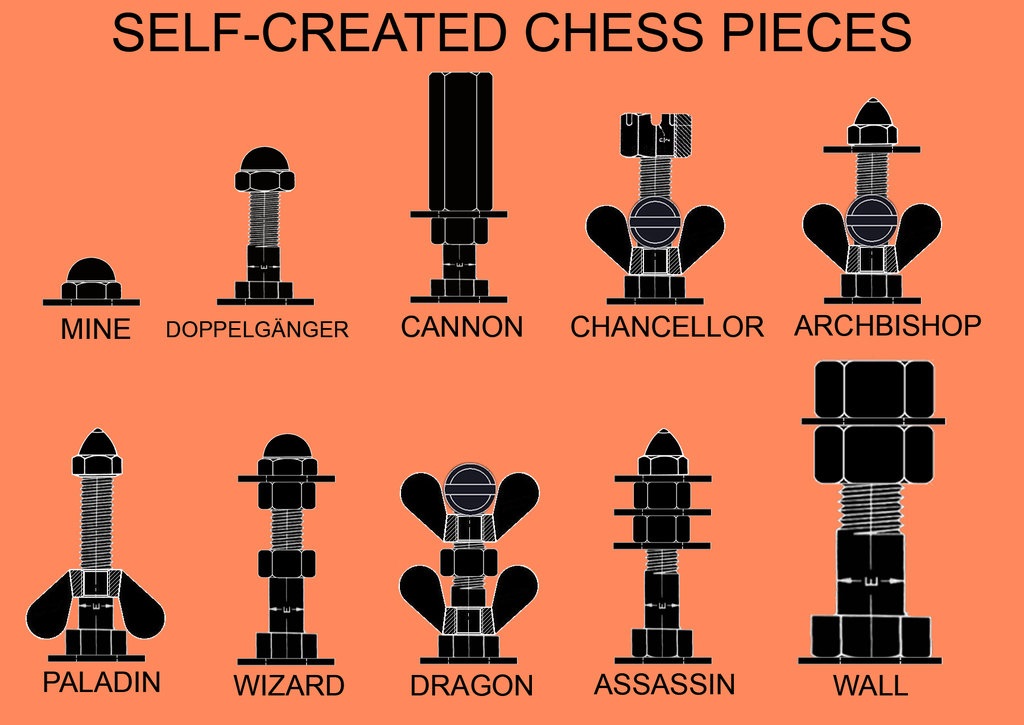 SELF-CREATED CHESS PIECES
MINE
DOPPELGÄNGER
CANNON
CHANCELLOR
ARCHBISHOP
E
E
PALADIN
WIZARD
DRAGON
ASSASSIN
WALL
E
E
E
E